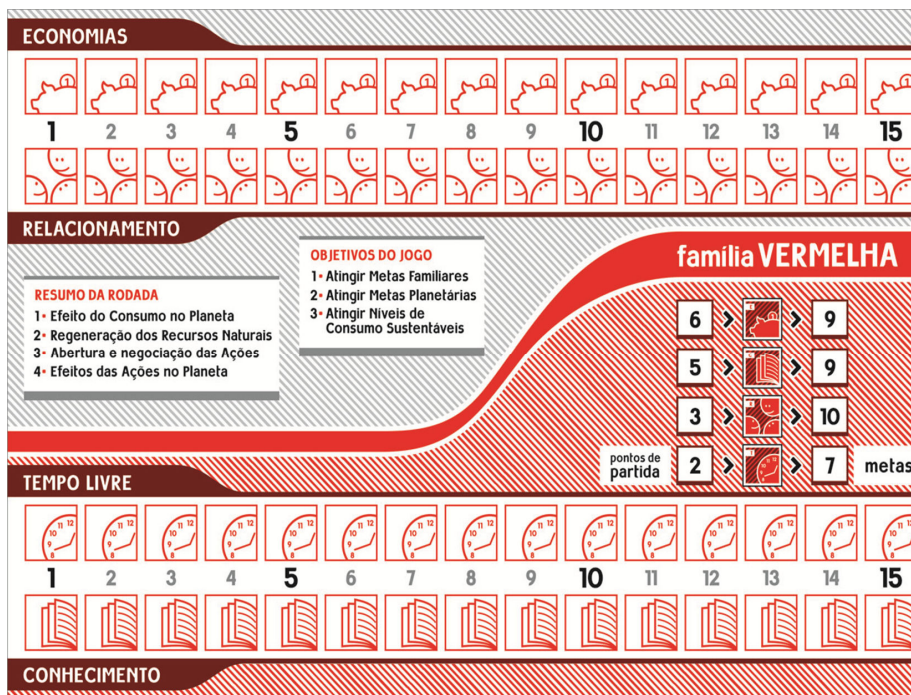 ECONOMIAS
1 2 3 4 5 6 7 8 9 10 11 12 13 14 15
RELACIONAMENTO
RESUMO DA RODADA
1• Efeito do Consumo no Planeta
2• Regeneração dos Recursos Naturais
3• Abertura e negociação das Ações
4• Efeitos das Ações no Planeta
OBJETIVOS DO JOGO
1• Atingir Metas Familiares
2• Atingir Metas Planetárias
3• Atingir Níveis de
Consumo Sustentáveis
família VERMELHA
6 > > 9
5 > > 9
3 > > 10
pontos de
partida
2 > > 7
metas
TEMPO LIVRE
1 2 3 4 5 6 7 8 9 10 11 12 13 14 15
CONHECIMENTO